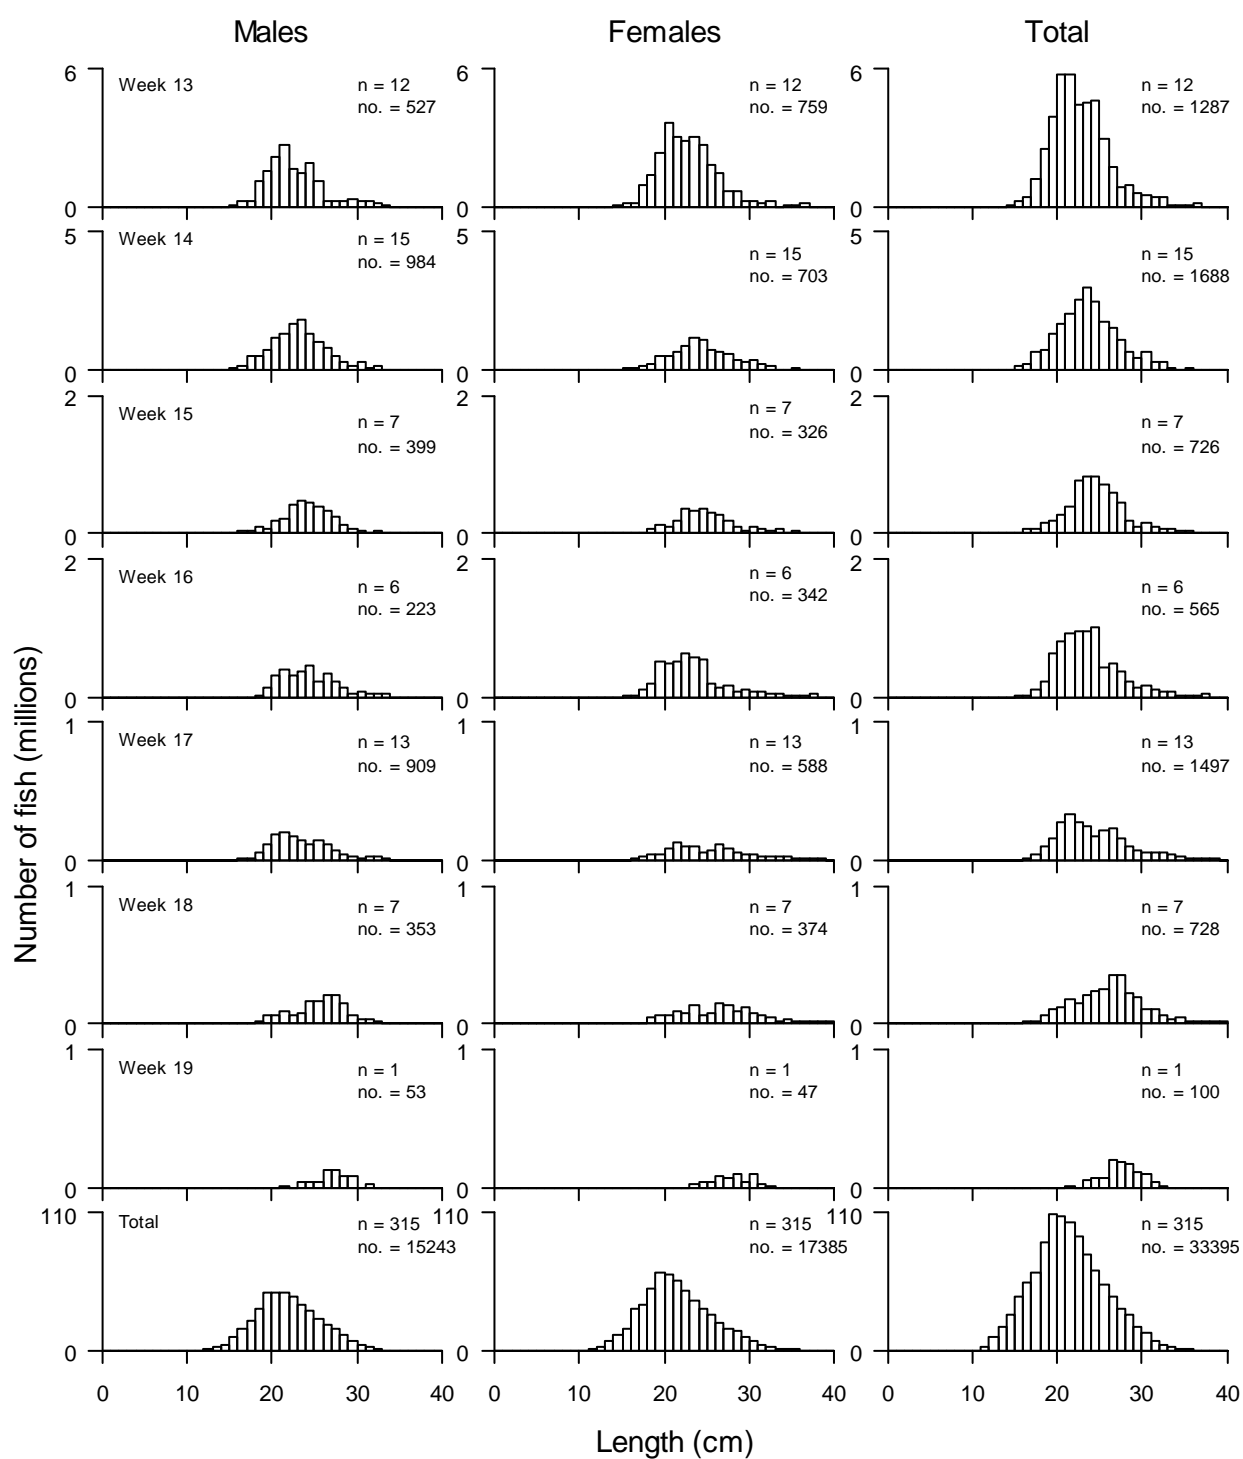 Males Females Total
6 Week 13 n = 12 6 n = 12 6 n = 12
no. = 527 no. = 759 no. = 1287
0 0 0
5 Week 14 n = 15 5 n = 15 5 n = 15
no. = 984 no. = 703 no. = 1688
0 0 0
2 Week 15 n = 7 2 n = 7 2 n = 7
no. = 399 no. = 326 no. = 726
0 0 0
2 Week 16 n = 6 2 n = 6 2 n = 6
no. = 223 no. = 342 no. = 565
0 0 0
1 Week 17 n = 13 1 n = 13 1 n = 13
no. = 909 no. = 588 no. = 1497
0 0 0
1 Week 18 n = 7 1 n = 7 1 n = 7
no. = 353 no. = 374 no. = 728
0 0 0
1 Week 19 n = 1 1 n = 1 1 n = 1
no. = 53 no. = 47 no. = 100
0 0 0
110 Total n = 315 110 n = 315 110 n = 315
no. = 15243 no. = 17385 no. = 33395
0 0 0
0 10 20 30 40 0 10 20 30 40 0 10 20 30 40
Length (cm)
Number of fish (millions)